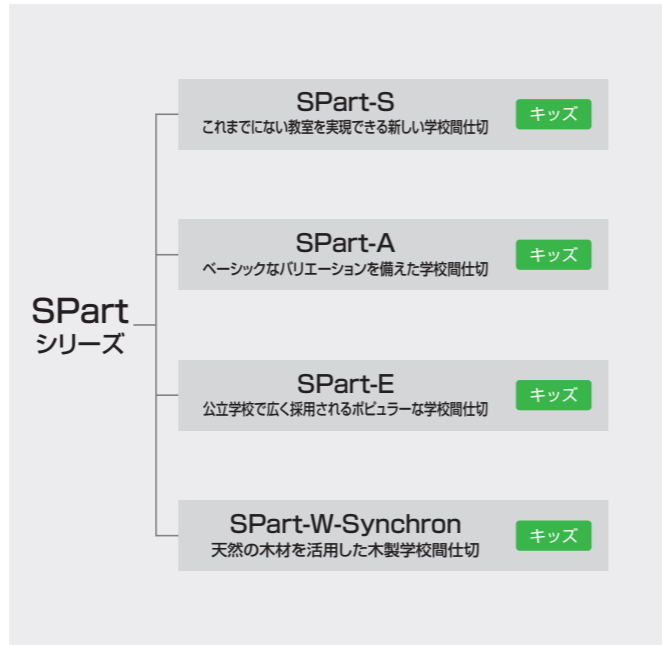 SPart-S
これまでにない教室を実現できる新しい学校間仕切
キッズ
SPart-A
ベーシックなバリエーションを備えた学校間仕切
キッズ
SPart
シリーズ
SPart-E
公立学校で広く採用されるポピュラーな学校間仕切
キッズ
SPart-W-Synchron
天然の木材を活用した木製学校間仕切
キッズ